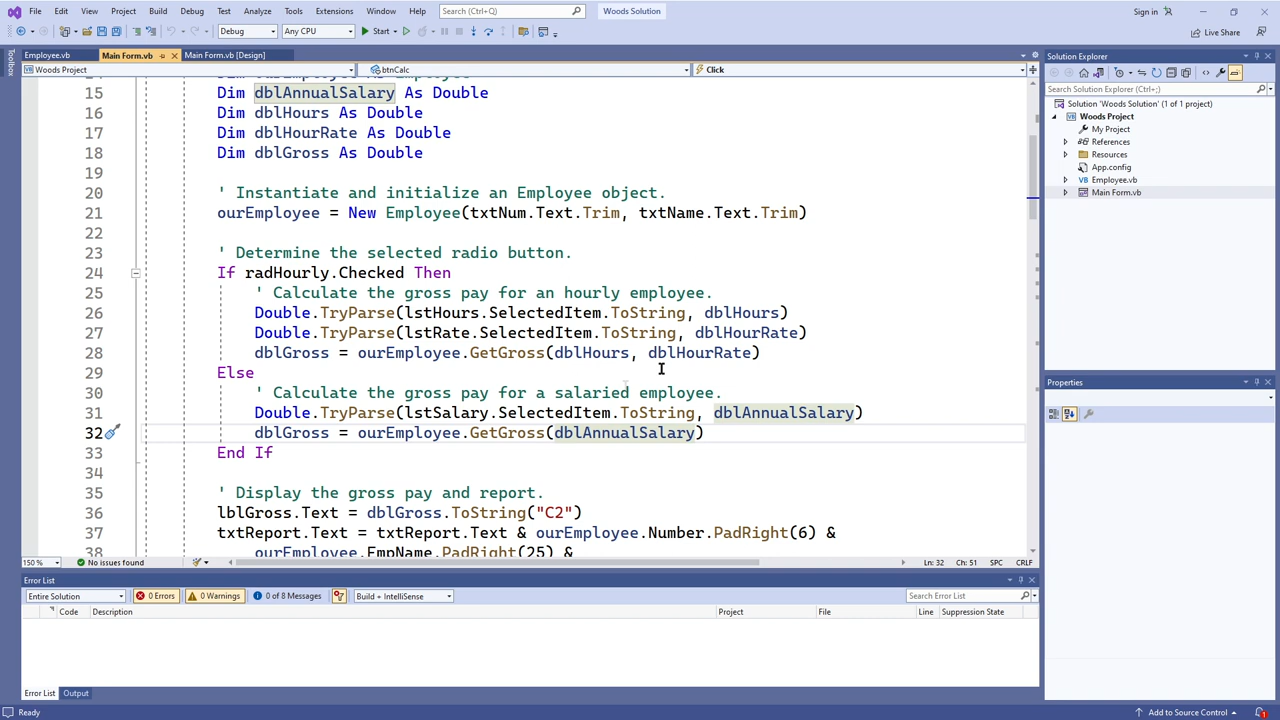 File Edit View Project Build Debug Test Analyze Tools Extensions Window Help Search (Ctrl+Q) Woods Solution Sign in
Debug Any CPU Start Live Share
Employee.vb Main Form.vb Main Form.vb [Design]
Woods Project btnCalc Click
15 Dim dblAnnualSalary As Double
16 Dim dblHours As Double
17 Dim dblHourRate As Double
18 Dim dblGross As Double
19
20 ' Instantiate and initialize an Employee object.
21 ourEmployee = New Employee(txtNum.Text.Trim, txtName.Text.Trim)
22
23 ' Determine the selected radio button.
24 If radHourly.Checked Then
25 ' Calculate the gross pay for an hourly employee.
26 Double.TryParse(lstHours.SelectedItem.ToString, dblHours)
27 Double.TryParse(lstRate.SelectedItem.ToString, dblHourRate)
28 dblGross = ourEmployee.GetGross(dblHours, dblHourRate)
29 Else
30 ' Calculate the gross pay for a salaried employee.
31 Double.TryParse(lstSalary.SelectedItem.ToString, dblAnnualSalary)
32 dblGross = ourEmployee.GetGross(dblAnnualSalary)
33 End If
34
35 ' Display the gross pay and report.
36 lblGross.Text = dblGross.ToString("C2")
37 txtReport.Text = txtReport.Text & ourEmployee.Number.PadRight(6) &
38 ourEmployee.EmpName.PadRight(25) &
150 % No issues found Ln: 32 Ch: 51 SPC CRLF
Error List
Entire Solution 0 Errors 0 Warnings 0 of 8 Messages Build + IntelliSense Search Error List
Code Description Project File Line Suppression State
Error List Output
Ready Add to Source Control 1
Toolbox
Solution Explorer
Search Solution Explorer (Ctrl+;)
Solution 'Woods Solution' (1 of 1 project)
VB Woods Project
My Project
References
Resources
App.config
VB Employee.vb
Main Form.vb
Properties